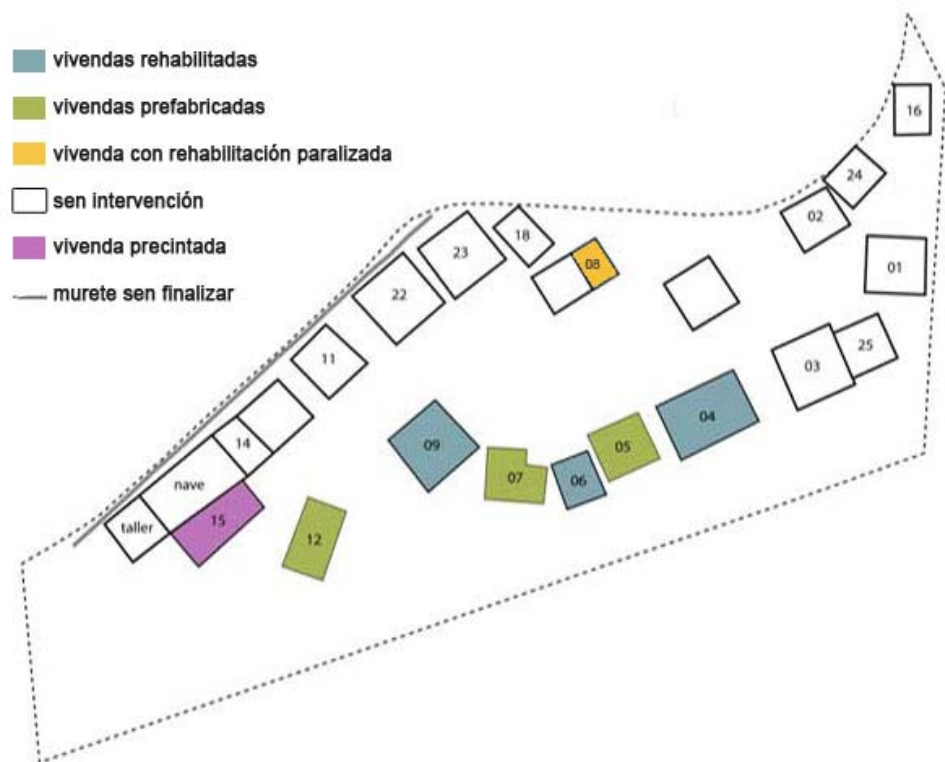 vivendas rehabilitadas
vivendas prefabricadas
vivenda con rehabilitación paralizada
sen intervención
vivenda precintada
murete sen finalizar
16
24
02
01
18
23
08
22
25
03
11
04
14
09
05
07
06
nave
15
taller
12